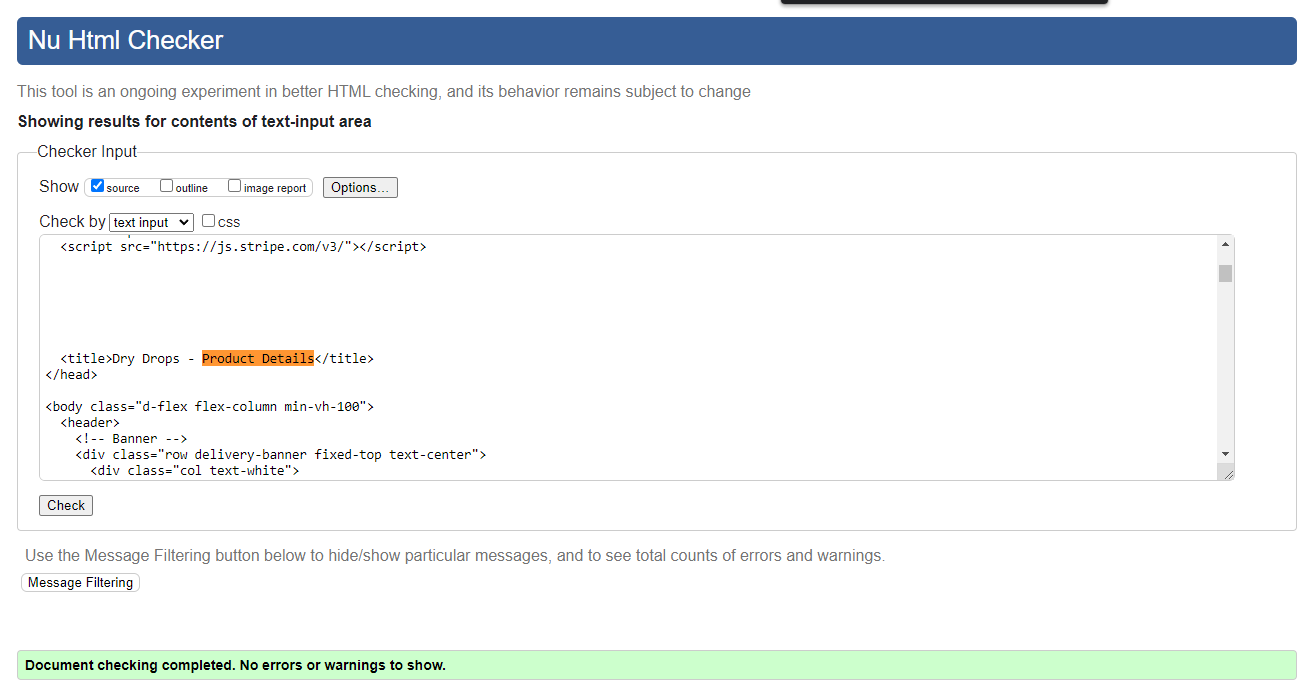 Nu Html Checker
This tool is an ongoing experiment in better HTML checking, and its behavior remains subject to change
Showing results for contents of text-input area
Checker Input
Show source outline image report Options...
Check by text input css
<script src="https://js.stripe.com/v3/"></script>
<title>Dry Drops - Product Details</title>
</head>
<body class="d-flex flex-column min-vh-100">
<header>
<!-- Banner -->
<div class="row delivery-banner fixed-top text-center">
<div class="col text-white">
Check
Use the Message Filtering button below to hide/show particular messages, and to see total counts of errors and warnings.
Message Filtering
Document checking completed. No errors or warnings to show.